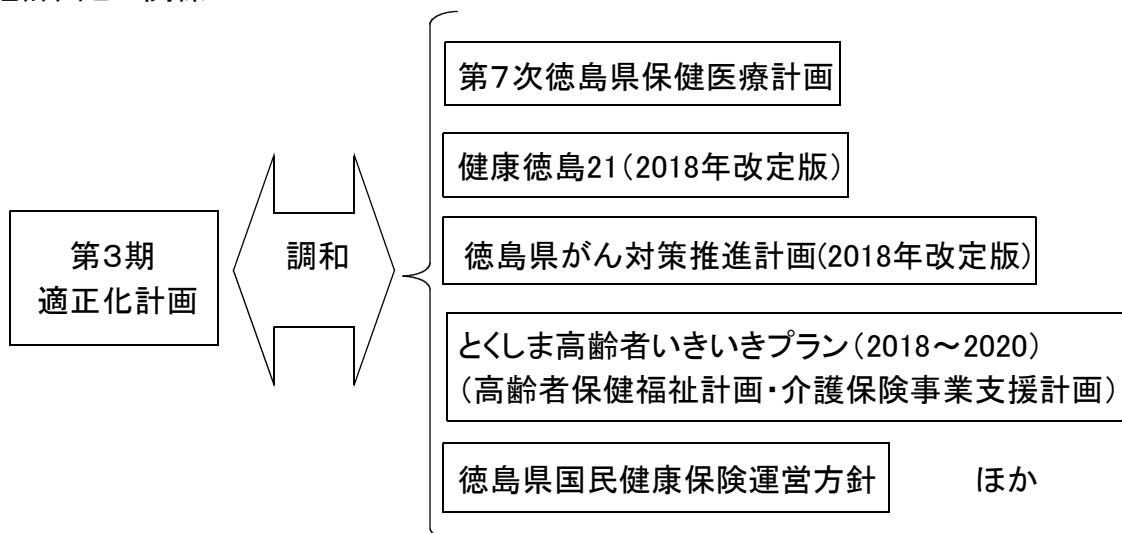 第7次徳島県保健医療計画
健康徳島21(2018年改定版)
徳島県がん対策推進計画(2018年改定版)
第3期
適正化計画
調和
とくしま高齢者いきいきプラン(2018～2020)
(高齢者保健福祉計画・介護保険事業支援計画)
徳島県国民健康保険運営方針 ほか